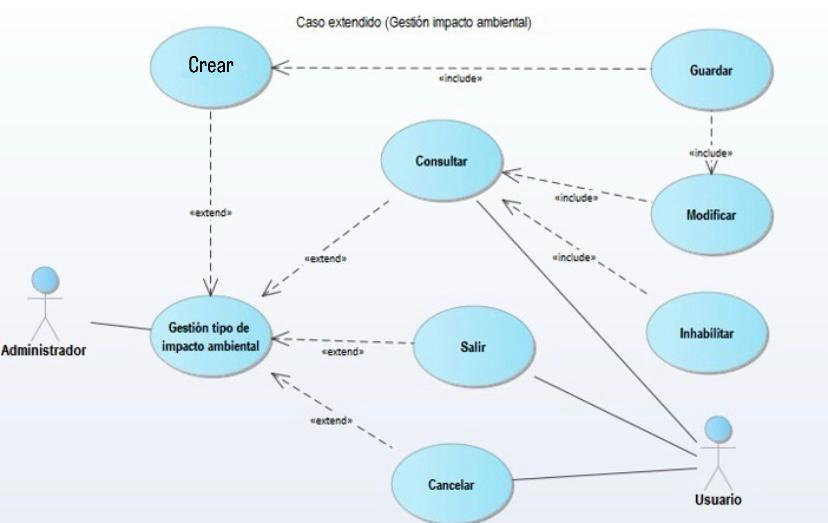 Caso extendido (Gestión impacto ambiental)
Crear
Guardar
«include»
Consultar
«include»
«include»
Modificar
«extend»
«extend»
«include»
Administrador
Gestión tipo de
impacto ambiental
Salir
Inhabilitar
«extend»
«extend»
Cancelar
Usuario